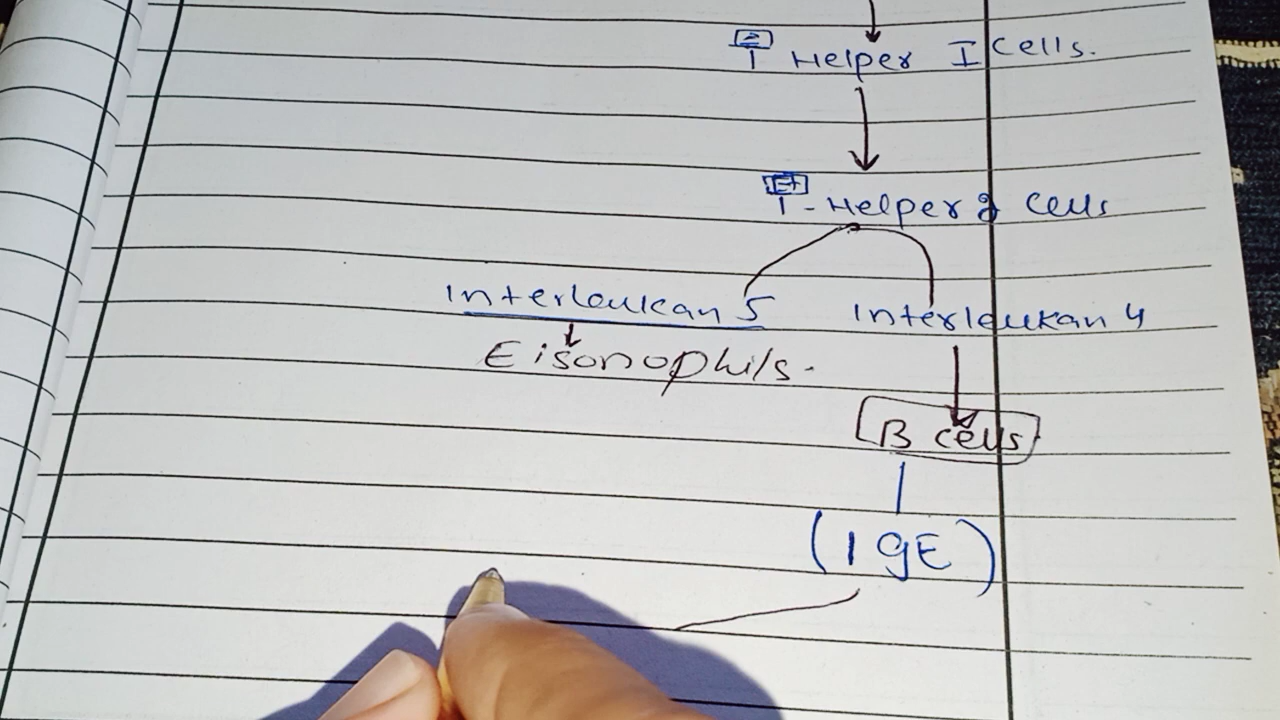 T Helper I Cells.
T-Helper 2 Cells
Interleukan 5 Interleukan 4
Eisonophils.
B cells
(IgE)